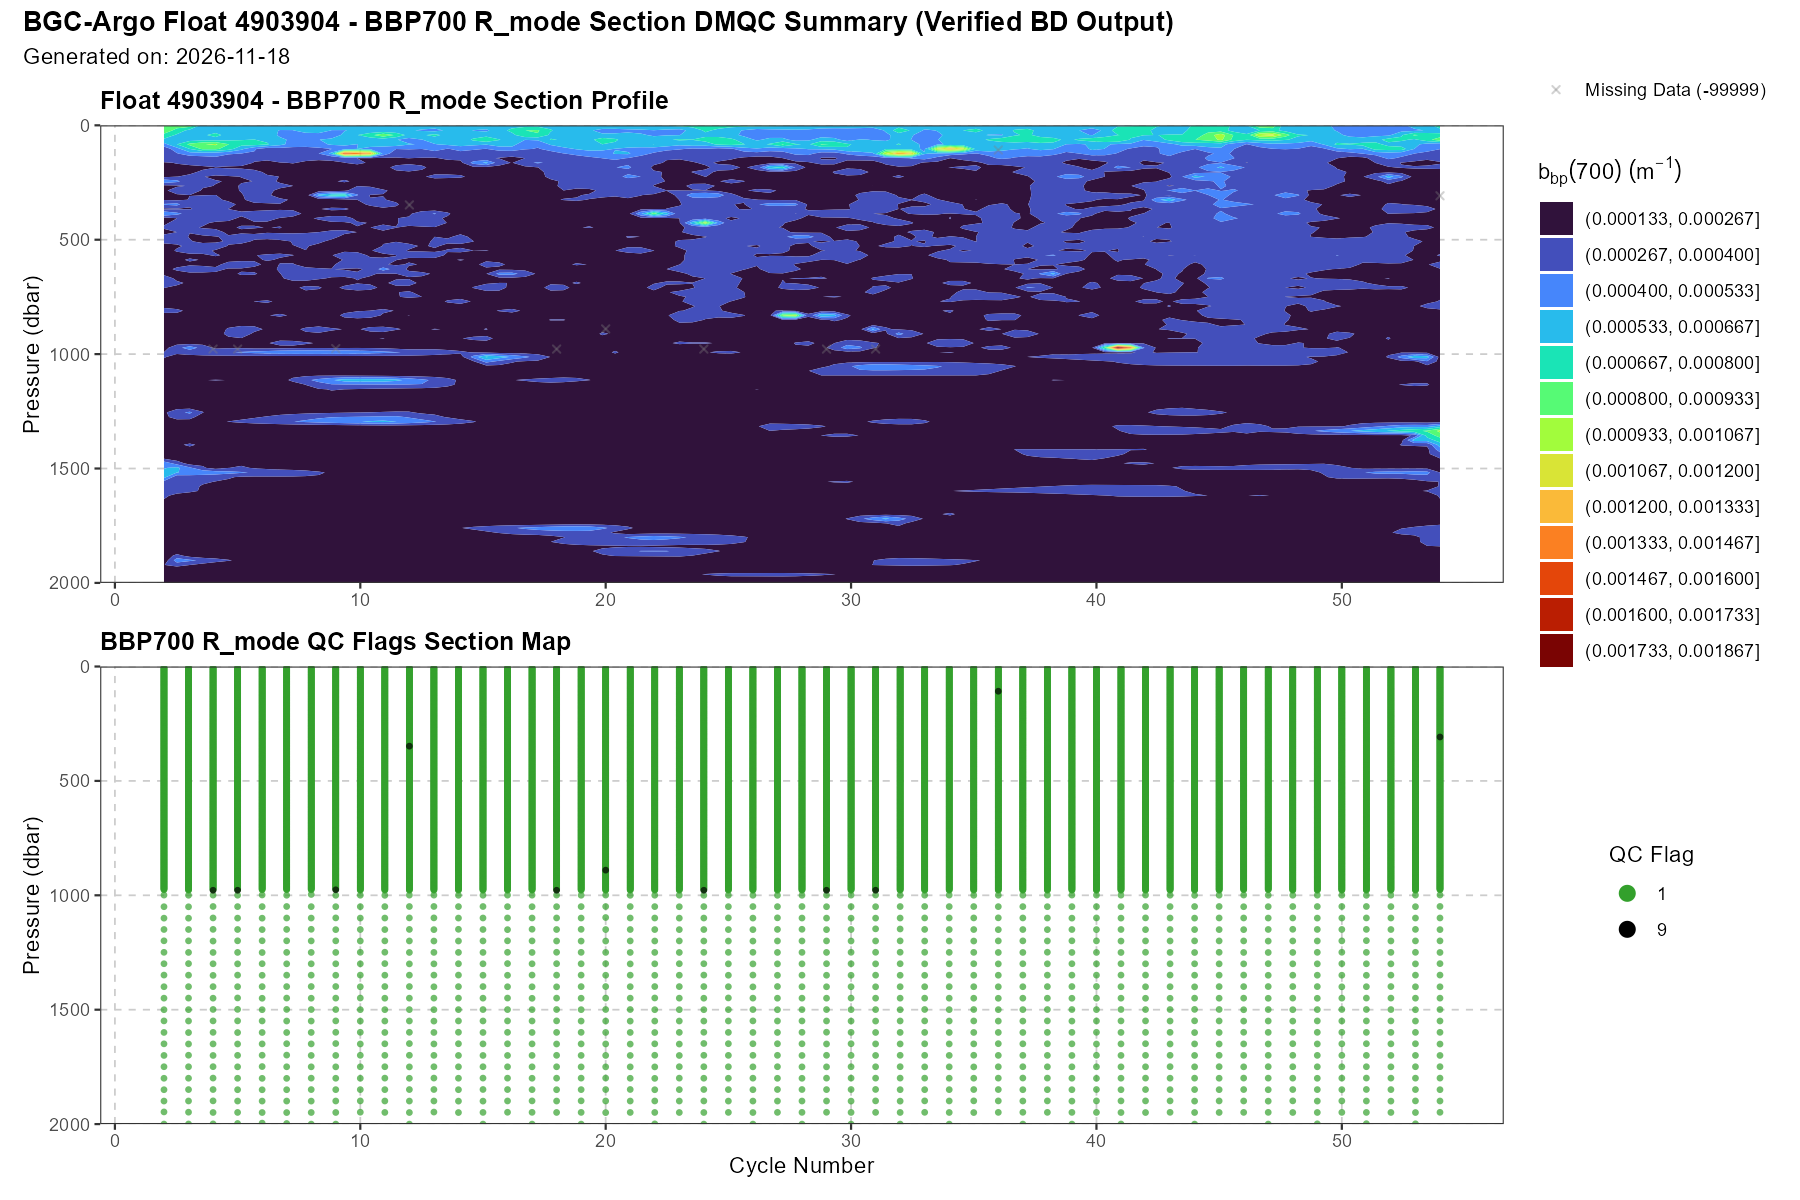 BGC-Argo Float 4903904 - BBP700 R_mode Section DMQC Summary (Verified BD Output)
Generated on: 2026-11-18
Float 4903904 - BBP700 R_mode Section Profile
Pressure (dbar)
0
500
1000
1500
2000
0 10 20 30 40 50
Missing Data (-99999)
b_bp(700) (m⁻¹)
(0.000133, 0.000267]
(0.000267, 0.000400]
(0.000400, 0.000533]
(0.000533, 0.000667]
(0.000667, 0.000800]
(0.000800, 0.000933]
(0.000933, 0.001067]
(0.001067, 0.001200]
(0.001200, 0.001333]
(0.001333, 0.001467]
(0.001467, 0.001600]
(0.001600, 0.001733]
(0.001733, 0.001867]
BBP700 R_mode QC Flags Section Map
Pressure (dbar)
0
500
1000
1500
2000
0 10 20 30 40 50
Cycle Number
QC Flag
1
9